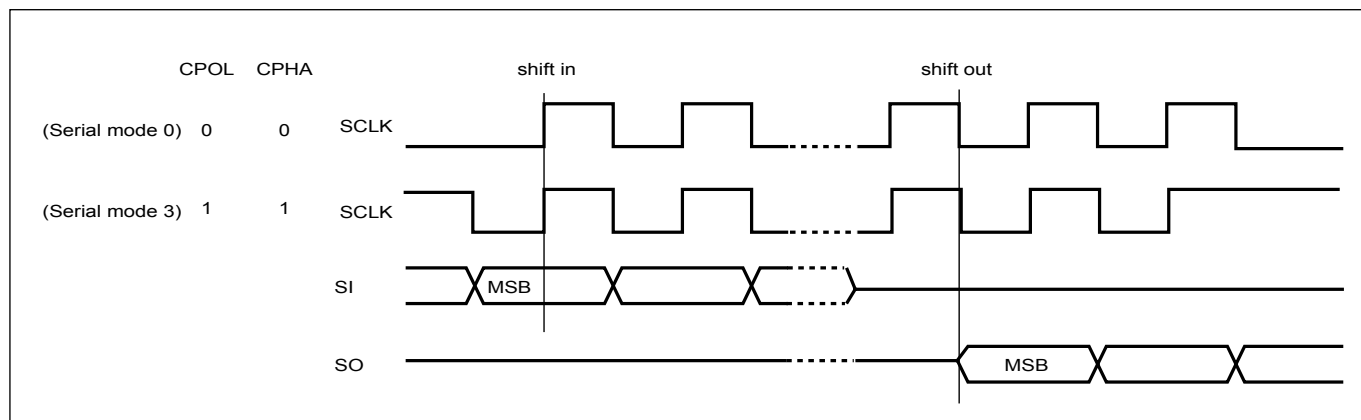 CPOL CPHA shift in shift out
(Serial mode 0) 0 0 SCLK
(Serial mode 3) 1 1 SCLK
SI MSB
SO MSB